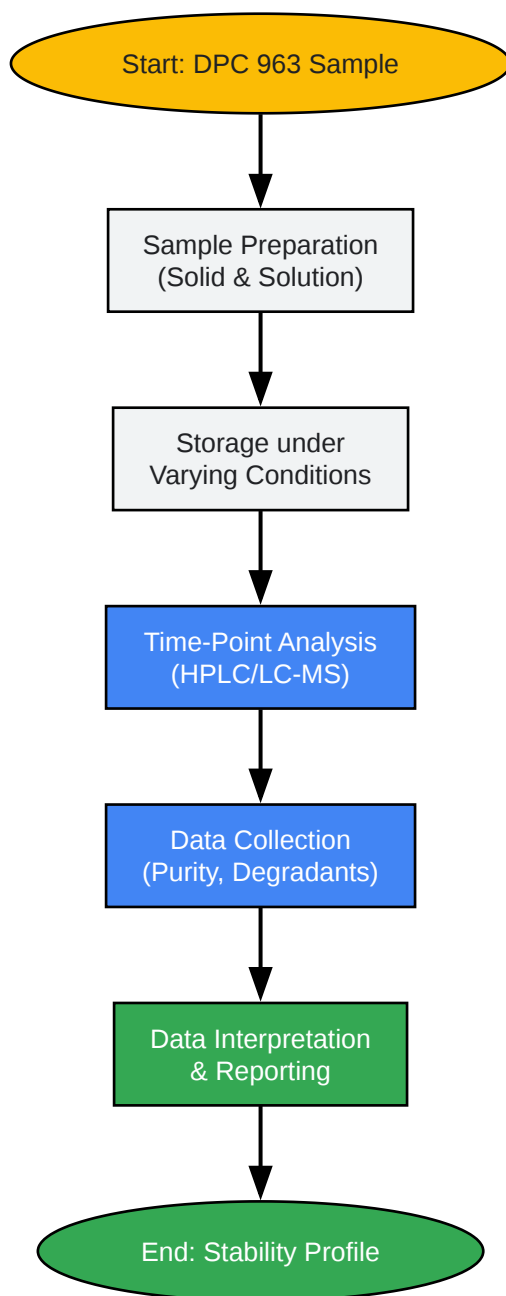 Start: DPC 963 Sample
Sample Preparation
(Solid & Solution)
Storage under
Varying Conditions
Time-Point Analysis
(HPLC/LC-MS)
Data Collection
(Purity, Degradants)
Data Interpretation
& Reporting
End: Stability Profile